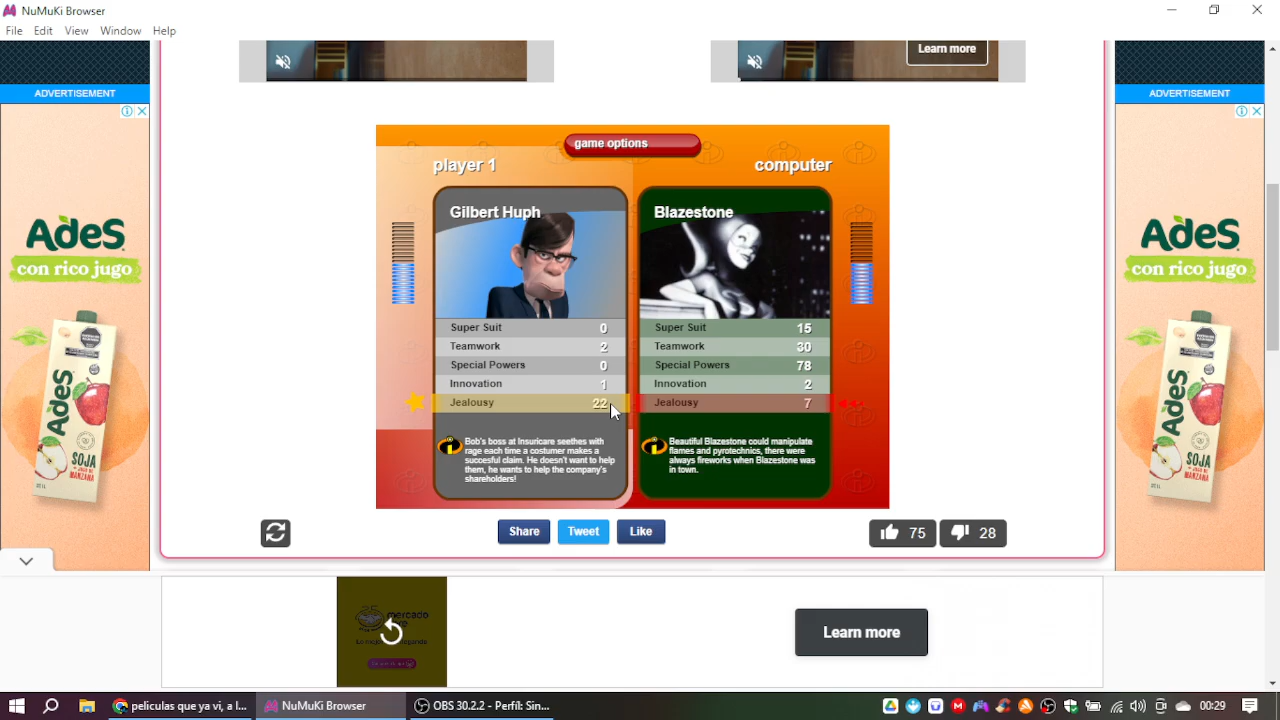 NuMuKi Browser
File Edit View Window Help
Learn more
ADVERTISEMENT
ADVERTISEMENT
AdeS
con rico jugo
AdeS
SOJA
MANZANA
AdeS
con rico jugo
AdeS
SOJA
MANZANA
game options
player 1
computer
Gilbert Huph
Super Suit 0
Teamwork 2
Special Powers 0
Innovation 1
Jealousy 22
Bob's boss at Insuricare seethes with
rage each time a costumer makes a
succesful claim. He doesn't want to help
them, he wants to help the company's
shareholders!
Blazestone
Super Suit 15
Teamwork 30
Special Powers 78
Innovation 2
Jealousy 7
Beautiful Blazestone could manipulate
flames and pyrotechnics, there were
always fireworks when Blazestone was
in town.
Share Tweet Like
75 28
mercado
Learn more
peliculas que ya vi, a l...
NuMuKi Browser
OBS 30.2.2 - Perfil: Sin...
00:29